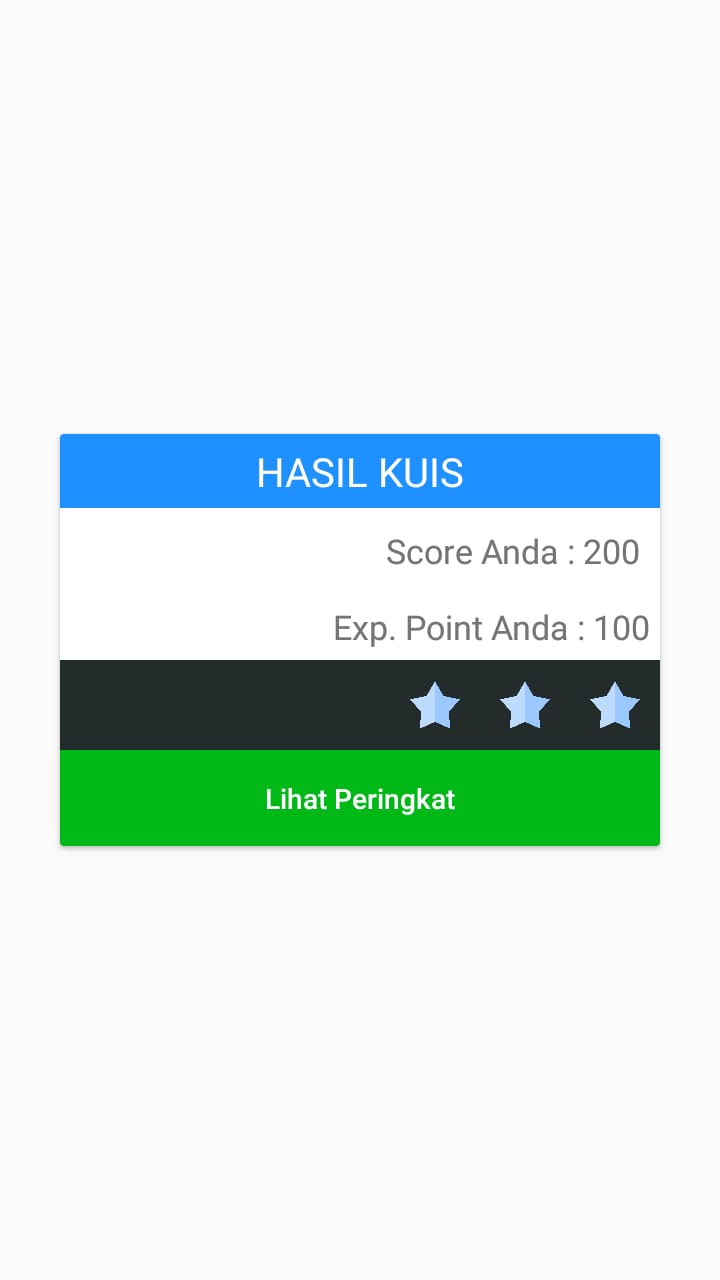 HASIL KUIS
Score Anda : 200
Exp. Point Anda : 100
Lihat Peringkat